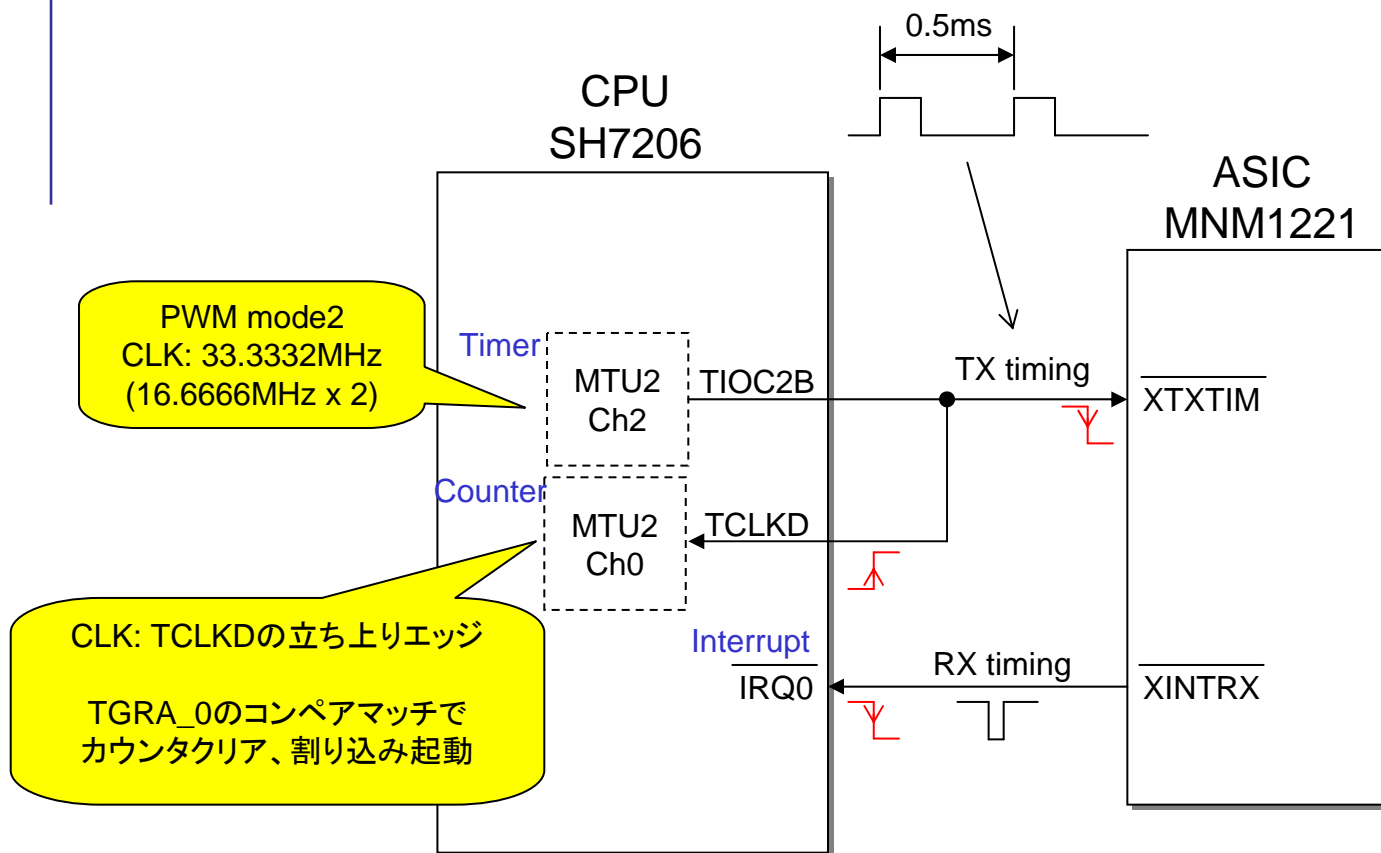 0.5ms
CPU
SH7206
ASIC
MNM1221
PWM mode2
CLK: 33.3332MHz
(16.6666MHz x 2)
Timer
MTU2
Ch2
TIOC2B
TX timing
XTXTIM
Counter
MTU2
Ch0
TCLKD
CLK: TCLKDの立ち上りエッジ
TGRA_0のコンペアマッチで
カウンタクリア、割り込み起動
Interrupt
IRQ0
RX timing
XINTRX